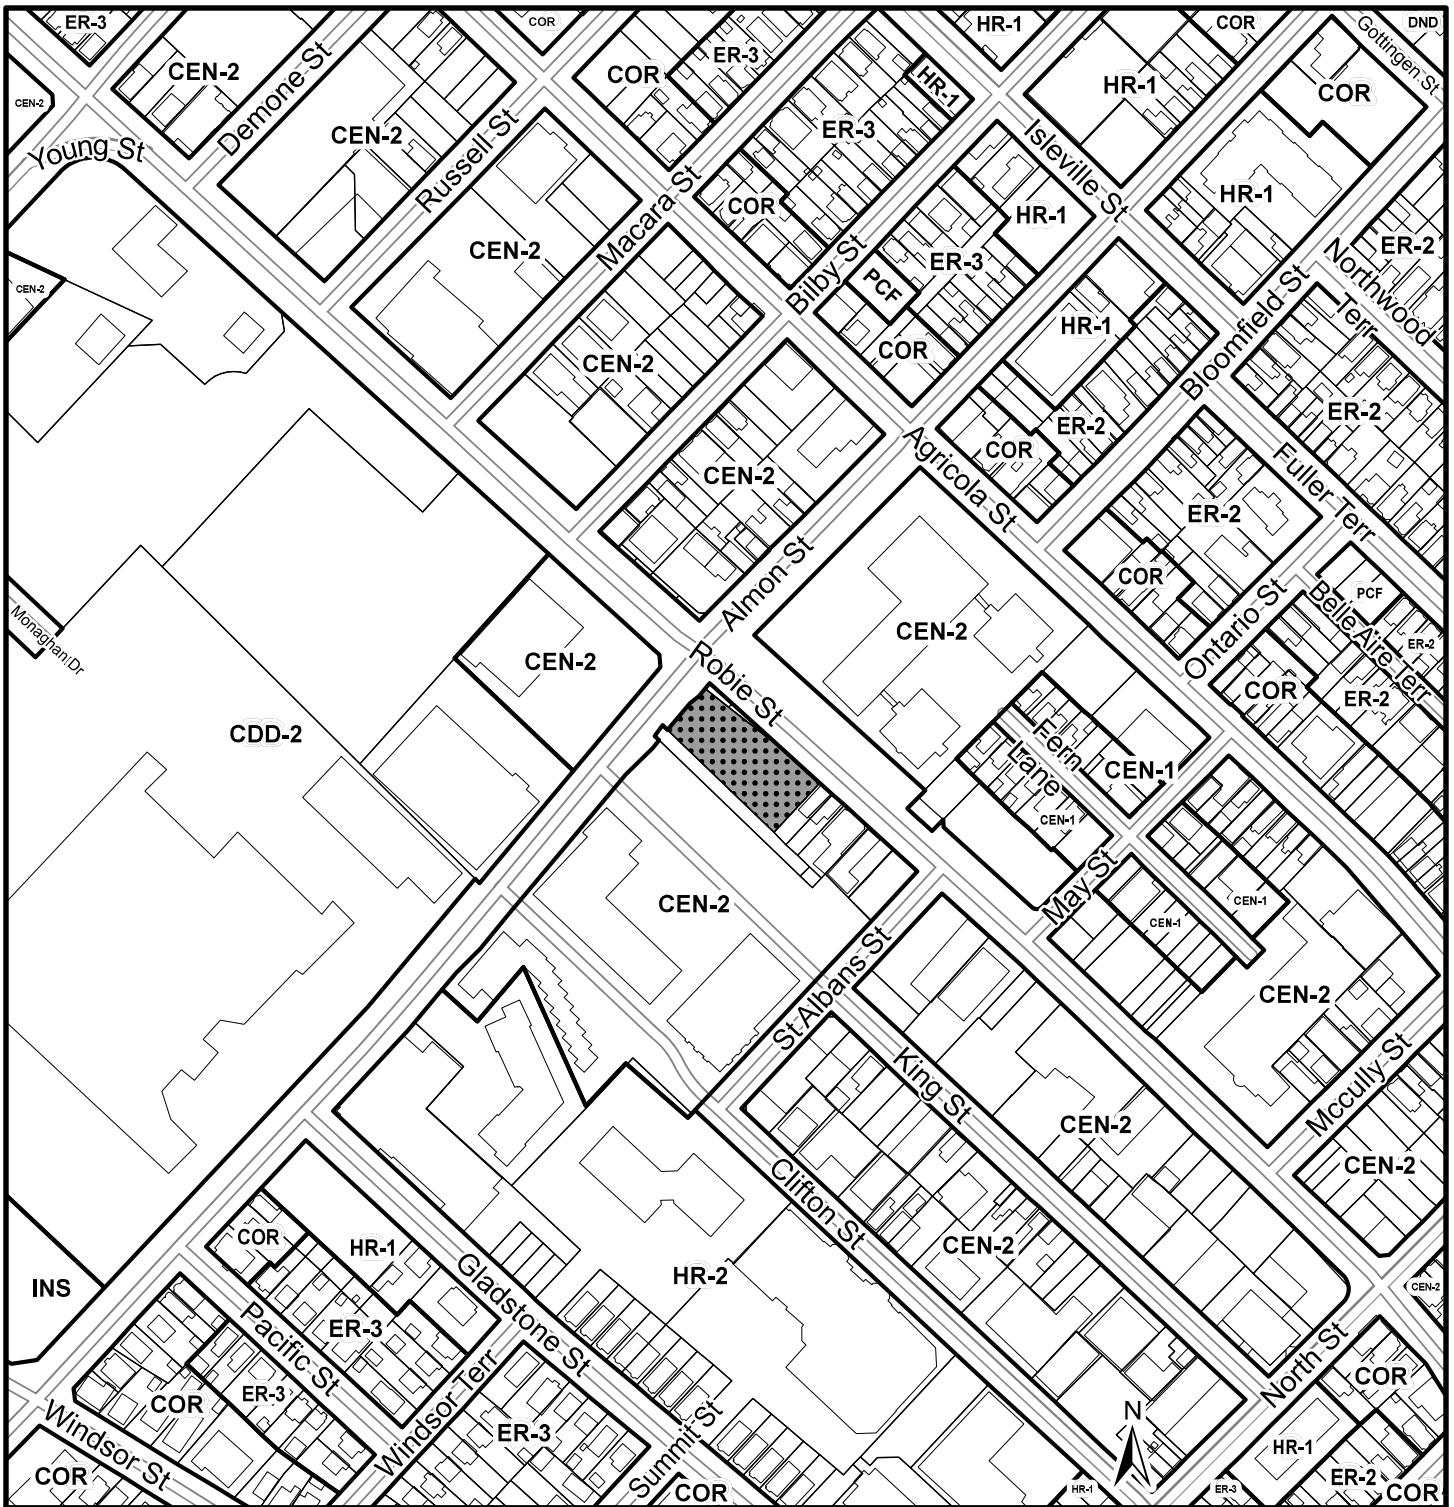 ER-3
COR
HR-1
COR
DND
Gottingen St
CEN-2
Demone St
COR
ER-3
HR-1
HR-1
COR
CEN-2
CEN-2
ER-3
Isleville St
Young St
Russell St
Macara St
COR
HR-1
HR-1
CEN-2
Bilby St
ER-3
ER-2
Northwood
Terr
PCF
CEN-2
HR-1
Bloomfield St
CEN-2
COR
ER-2
CEN-2
Agricola St
COR
ER-2
Fuller Terr
ER-2
Almon St
COR
Ontario St
PCF
Belle Aire Terr
Monaghan Dr
CEN-2
CEN-2
Robie St
ER-2
COR
ER-2
CDD-2
Fern
Lane
CEN-1
CEN-1
May St
CEN-2
CEN-1
CEN-1
St Albans St
CEN-2
King St
Mccully St
CEN-2
CEN-2
Clifton St
COR
HR-1
CEN-2
INS
Gladstone St
HR-2
CEN-2
Pacific St
ER-3
North St
COR
ER-3
COR
Windsor Terr
Windsor St
ER-3
Summit St
N
HR-1
COR
COR
HR-1
ER-3
ER-2
COR